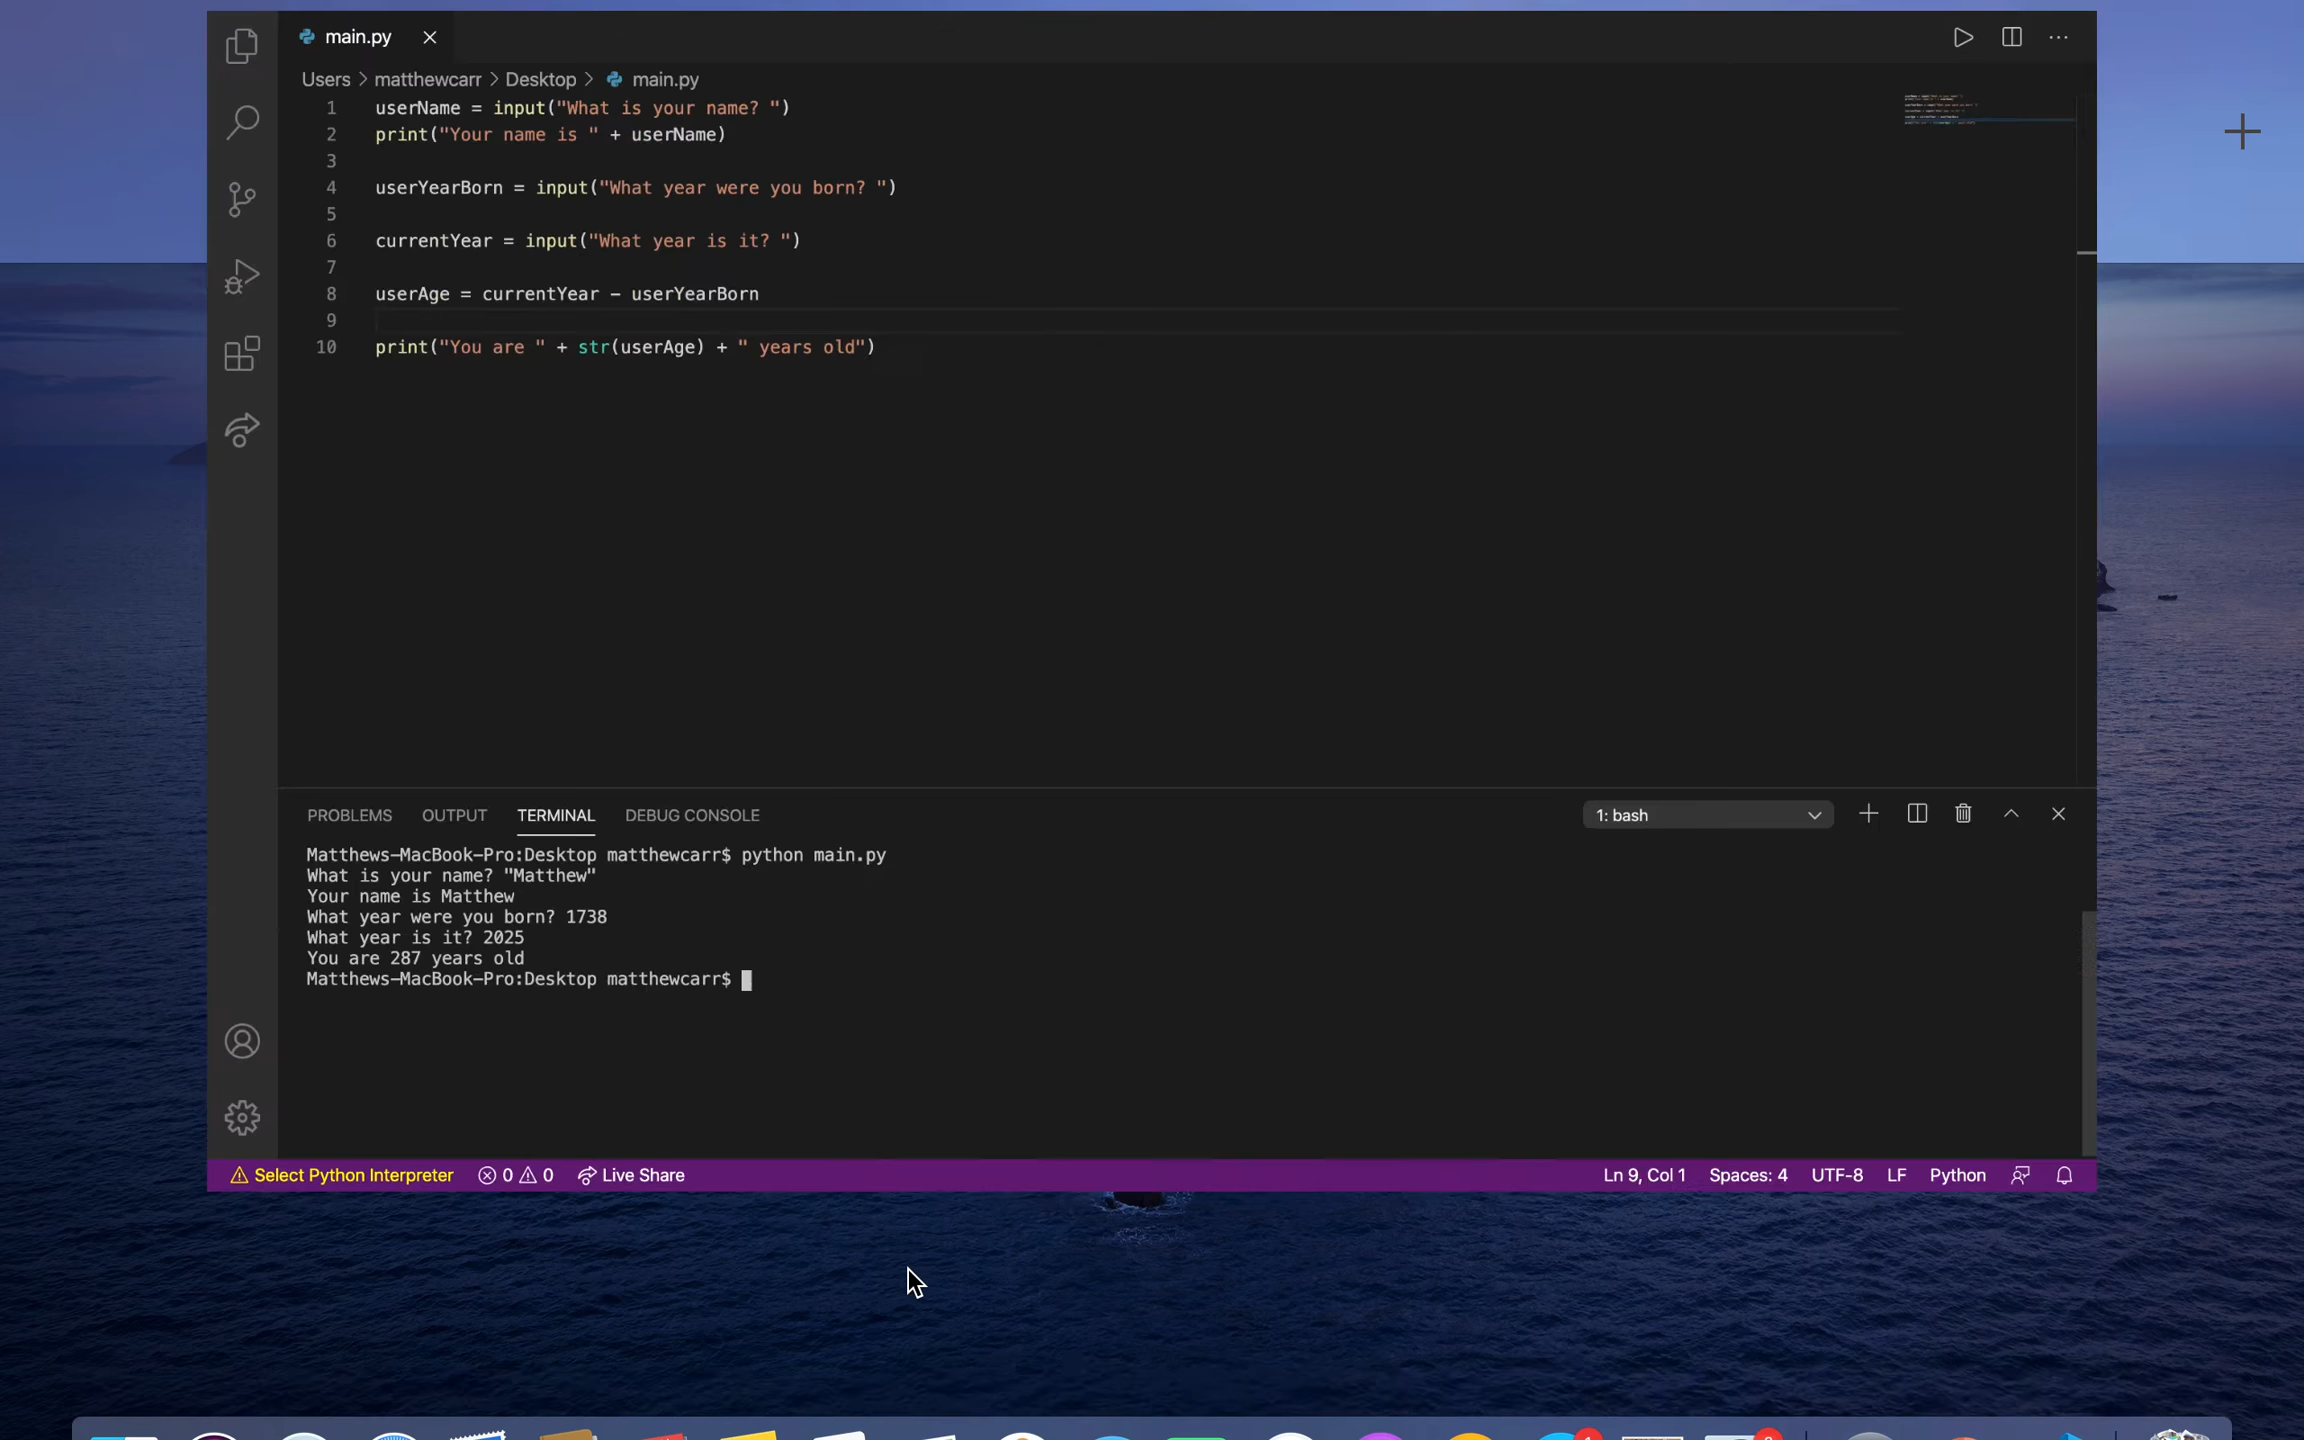 main.py
Users > matthewcarr > Desktop > main.py
1 userName = input("What is your name? ")
2 print("Your name is " + userName)
3
4 userYearBorn = input("What year were you born? ")
5
6 currentYear = input("What year is it? ")
7
8 userAge = currentYear - userYearBorn
9
10 print("You are " + str(userAge) + " years old")
PROBLEMS OUTPUT TERMINAL DEBUG CONSOLE 1: bash
Matthews-MacBook-Pro:Desktop matthewcarr$ python main.py
What is your name? "Matthew"
Your name is Matthew
What year were you born? 1738
What year is it? 2025
You are 287 years old
Matthews-MacBook-Pro:Desktop matthewcarr$
Select Python Interpreter 0 0 Live Share Ln 9, Col 1 Spaces: 4 UTF-8 LF Python